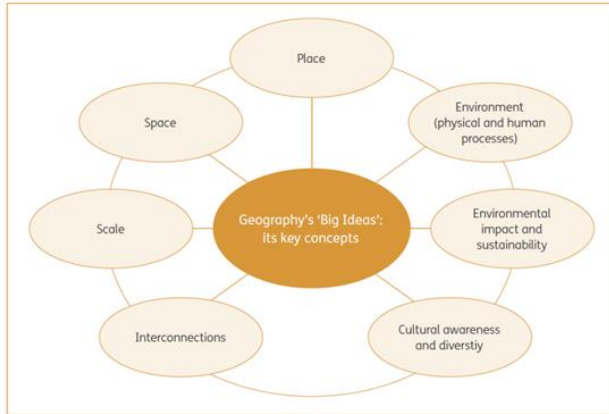 Place
Space
Environment
(physical and human
processes)
Scale
Geography's 'Big Ideas':
its key concepts
Environmental
impact and
sustainability
Interconnections
Cultural awareness
and diverstiy